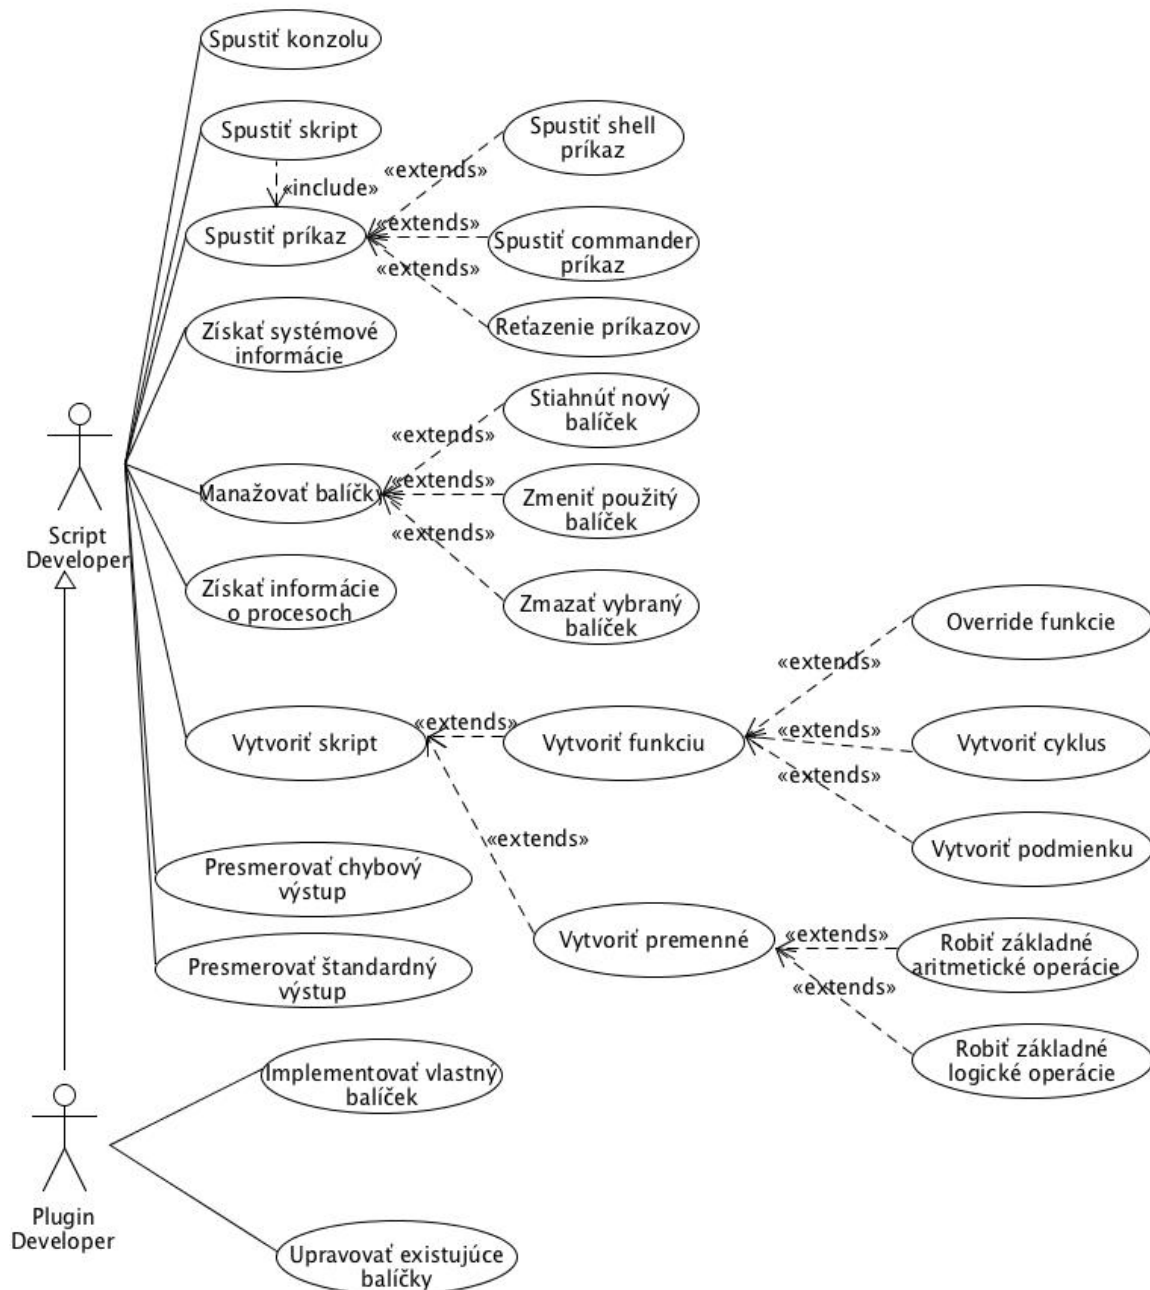 Spustiť konzolu
Spustiť skript
Spustiť shell
príkaz
«extends»
«include»
Spustiť príkaz
«extends»
Spustiť commander
príkaz
«extends»
Získať systémové
informácie
Reťazenie príkazov
Stiahnúť nový
balíček
«extends»
Manažovať balíčky
«extends»
Zmeniť použitý
balíček
«extends»
Script
Developer
Získať informácie
o procesoch
Zmazať vybraný
balíček
Override funkcie
«extends»
Vytvoriť skript
«extends»
Vytvoriť funkciu
«extends»
Vytvoriť cyklus
«extends»
Vytvoriť podmienku
«extends»
Presmerovať chybový
výstup
Vytvoriť premenné
«extends»
Robiť základné
aritmetické operácie
«extends»
Presmerovať štandardný
výstup
Robiť základné
logické operácie
Implementovať vlastný
balíček
Plugin
Developer
Upravovať existujúce
balíčky